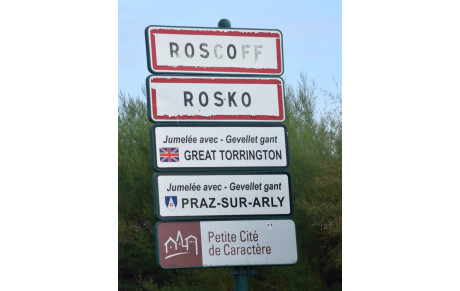 ROSCOFF
ROSKO
Jumelée avec - Gevellet gant
GREAT TORRINGTON
Jumelée avec - Gevellet gant
PRAZ-SUR-ARLY
Petite Cité
de Caractère